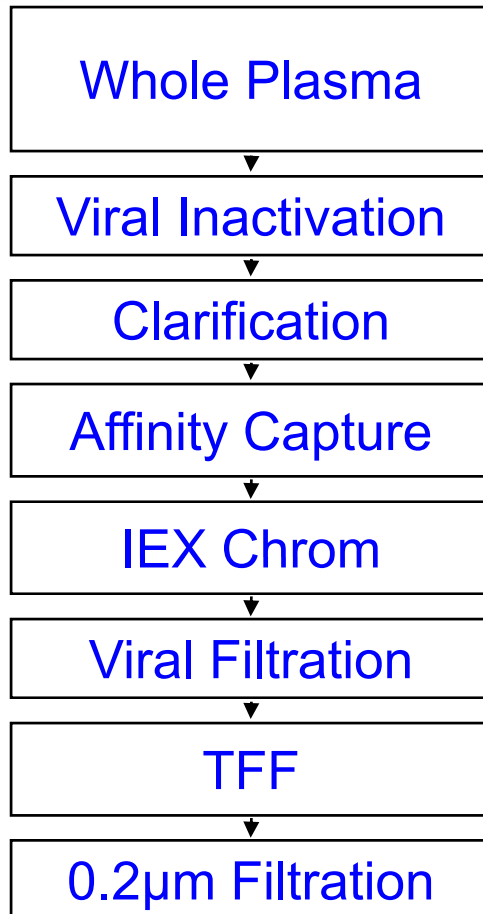 Whole Plasma
Viral Inactivation
Clarification
Affinity Capture
IEX Chrom
Viral Filtration
TFF
0.2µm Filtration